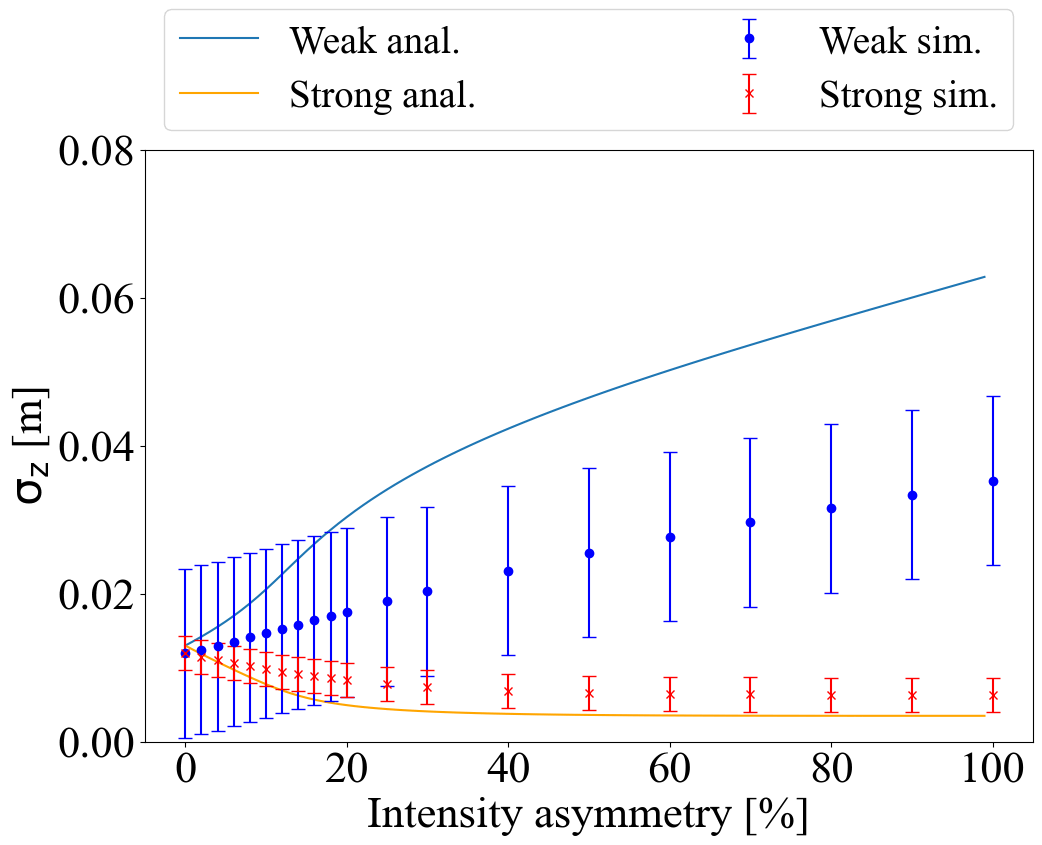 Weak anal.
Strong anal.
Weak sim.
Strong sim.
0.08
0.06
0.04
0.02
0.00
σz [m]
0 20 40 60 80 100
Intensity asymmetry [%]